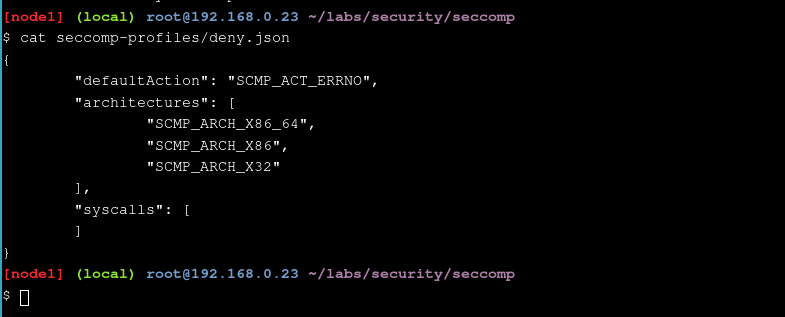 [node1] (local) root@192.168.0.23 ~/labs/security/seccomp
$ cat seccomp-profiles/deny.json
{
        "defaultAction": "SCMP_ACT_ERRNO",
        "architectures": [
                "SCMP_ARCH_X86_64",
                "SCMP_ARCH_X86",
                "SCMP_ARCH_X32"
        ],
        "syscalls": [
        ]
}
[node1] (local) root@192.168.0.23 ~/labs/security/seccomp
$